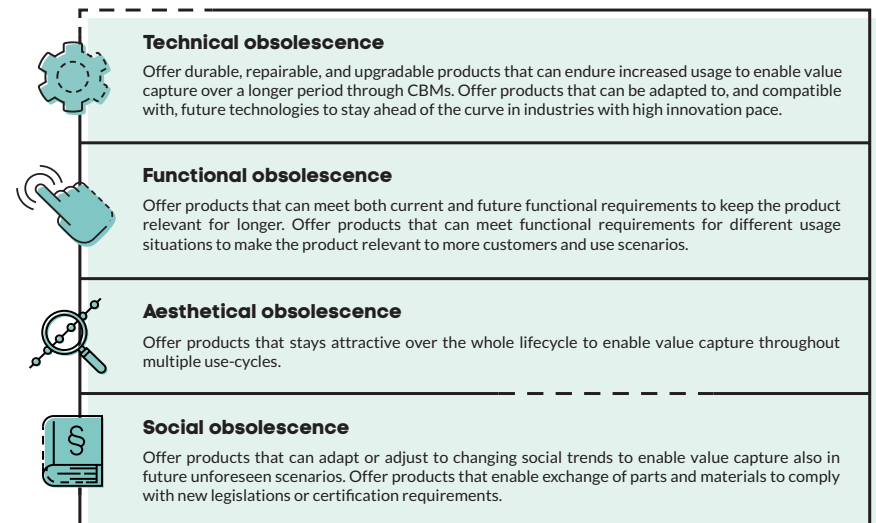 Technical obsolescence
Offer durable, repairable, and upgradable products that can endure increased usage to enable value
capture over a longer period through CBMs. Offer products that can be adapted to, and compatible
with, future technologies to stay ahead of the curve in industries with high innovation pace.
Functional obsolescence
Offer products that can meet both current and future functional requirements to keep the product
relevant for longer. Offer products that can meet functional requirements for different usage
situations to make the product relevant to more customers and use scenarios.
Aesthetical obsolescence
Offer products that stays attractive over the whole lifecycle to enable value capture throughout
multiple use-cycles.
§
Social obsolescence
Offer products that can adapt or adjust to changing social trends to enable value capture also in
future unforeseen scenarios. Offer products that enable exchange of parts and materials to comply
with new legislations or certification requirements.